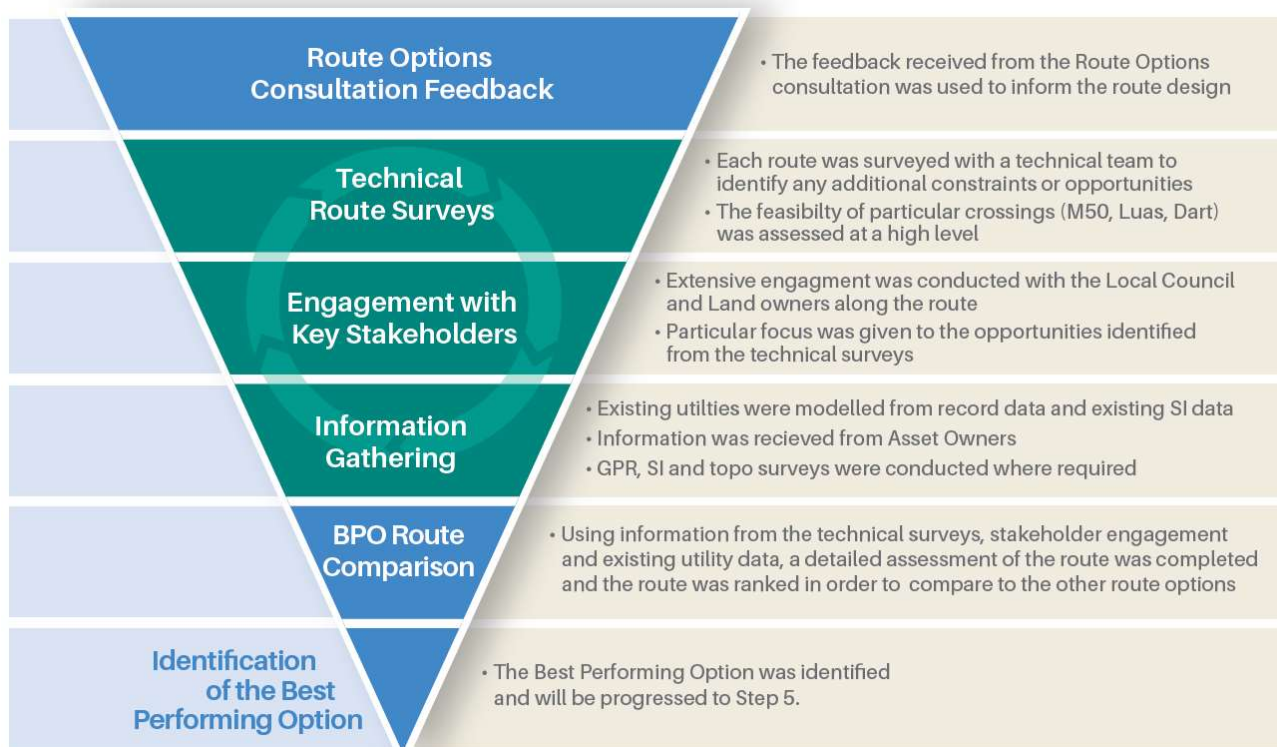 Route Options
Consultation Feedback
• The feedback received from the Route Options
consultation was used to inform the route design
Technical
Route Surveys
• Each route was surveyed with a technical team to
identify any additional constraints or opportunities
• The feasibilty of particular crossings (M50, Luas, Dart)
was assessed at a high level
Engagement with
Key Stakeholders
• Extensive engagment was conducted with the Local Council
and Land owners along the route
• Particular focus was given to the opportunities identified
from the technical surveys
Information
Gathering
• Existing utilties were modelled from record data and existing SI data
• Information was recieved from Asset Owners
• GPR, SI and topo surveys were conducted where required
BPO Route
Comparison
• Using information from the technical surveys, stakeholder engagement
and existing utility data, a detailed assessment of the route was completed
and the route was ranked in order to compare to the other route options
Identification
of the Best
Performing Option
• The Best Performing Option was identified
and will be progressed to Step 5.